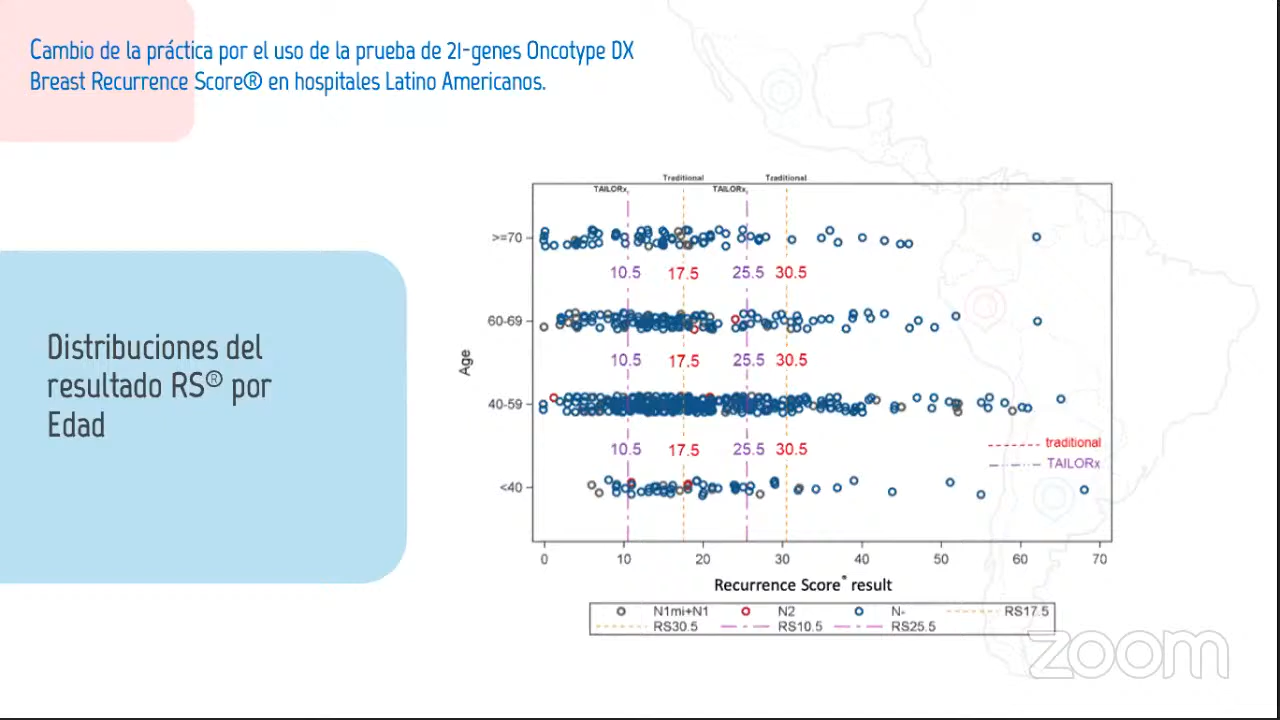 Cambio de la práctica por el uso de la prueba de 21-genes Oncotype DX
Breast Recurrence Score® en hospitales Latino Americanos.
Distribuciones del
resultado RS® por
Edad
Traditional Traditional
TAILORx TAILORx
>=70
10.5 17.5 25.5 30.5
60-69
10.5 17.5 25.5 30.5
Age
40-59
traditional
10.5 17.5 25.5 30.5
TAILORx
<40
0 10 20 30 40 50 60 70
Recurrence Score® result
N1mi+N1 N2 N- RS17.5
RS30.5 RS10.5 RS25.5
zoom